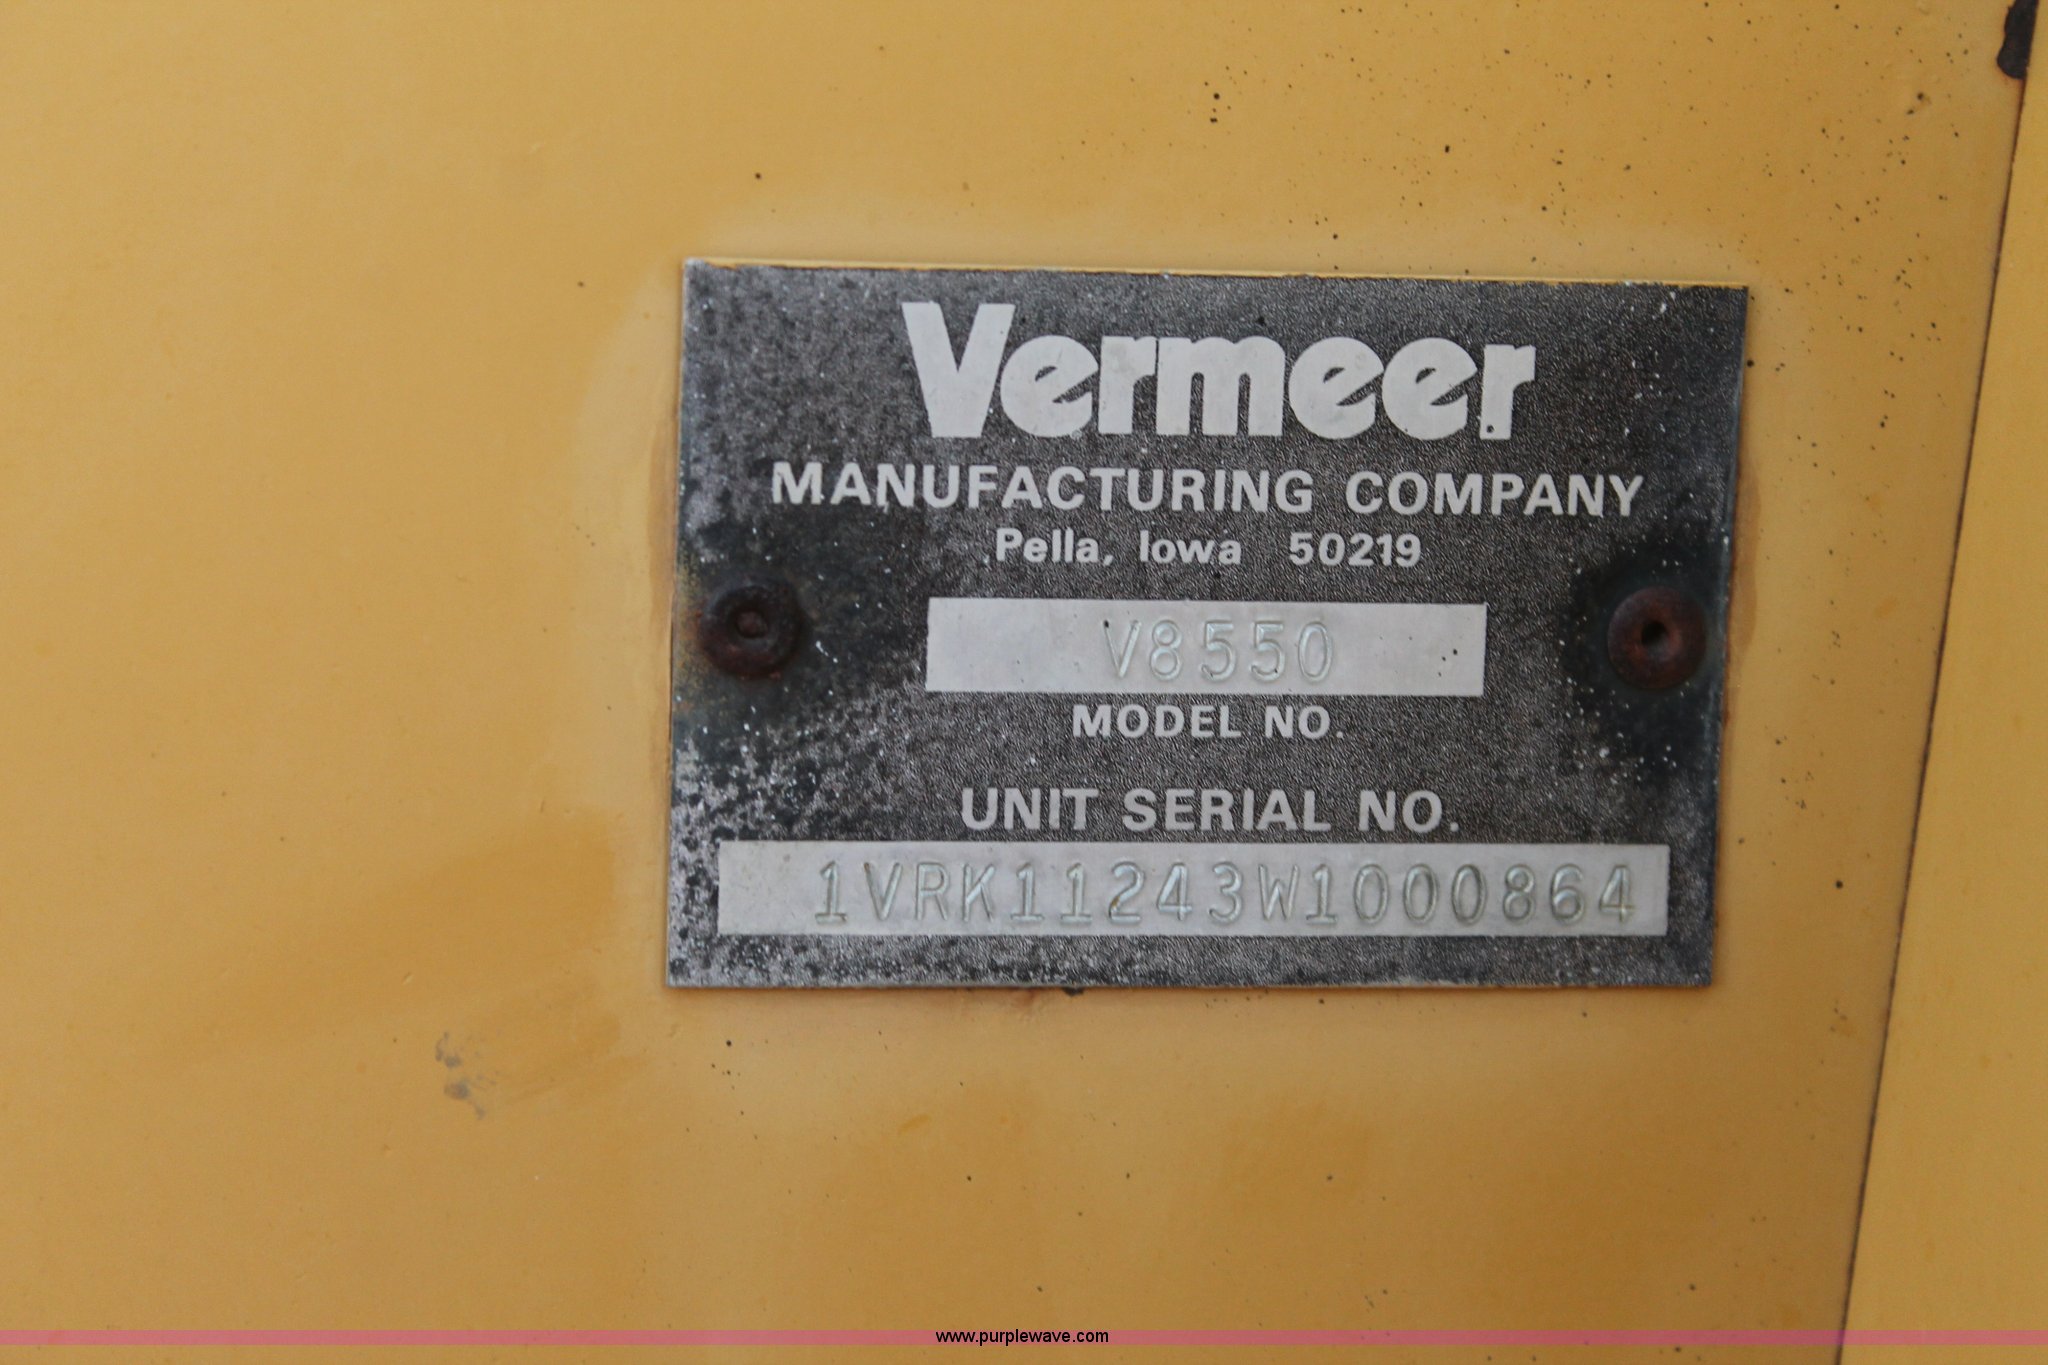 Vermeer
MANUFACTURING COMPANY
Pella, Iowa 50219
V8550
MODEL NO.
UNIT SERIAL NO.
1VRK11243W1000864
www.purplewave.com